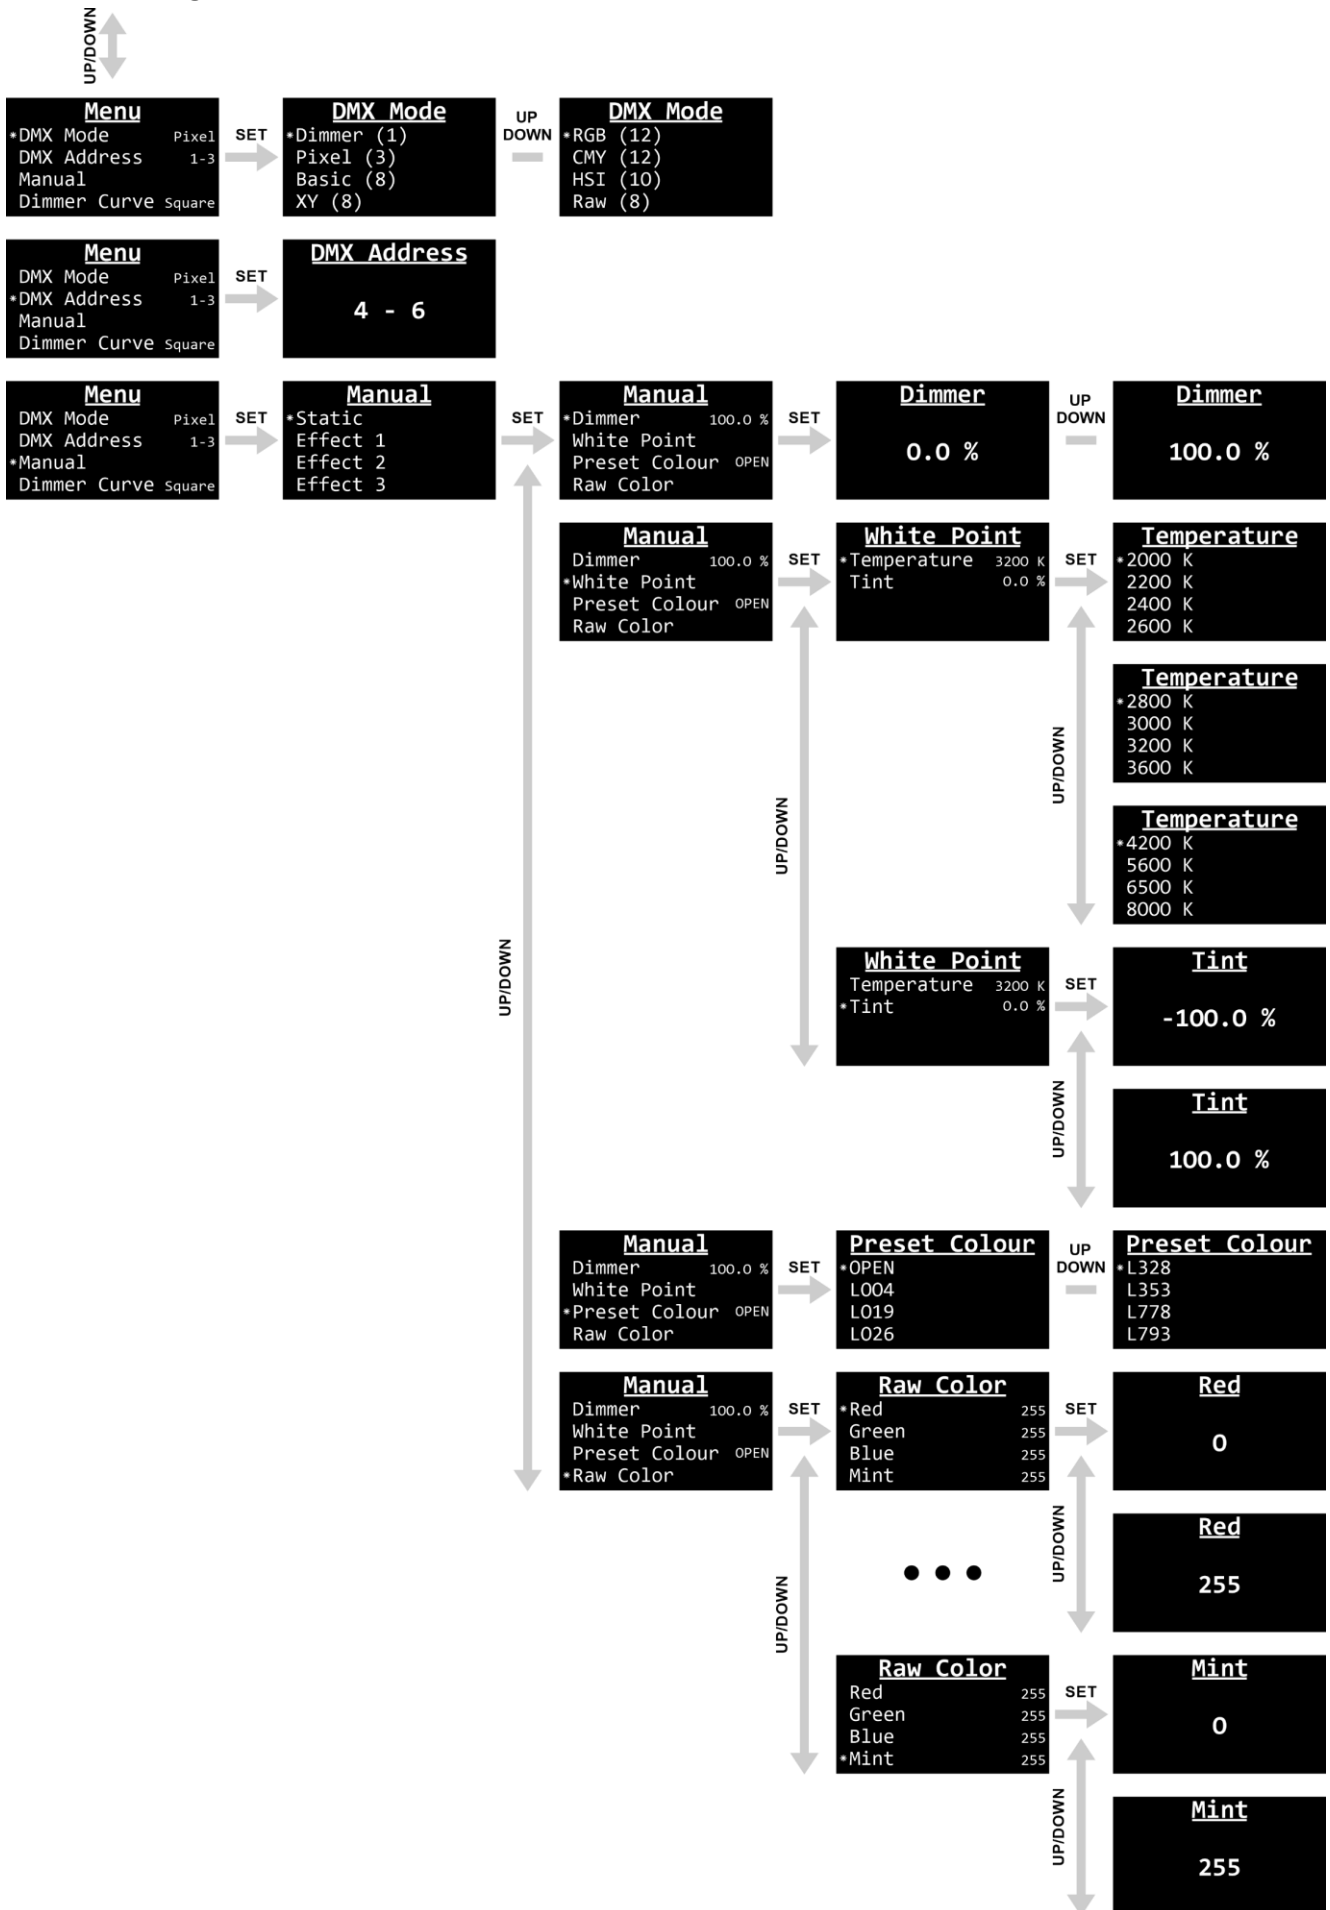 UP/DOWN
Menu
*DMX Mode Pixel
DMX Address 1-3
Manual
Dimmer Curve Square
SET
DMX Mode
*Dimmer (1)
Pixel (3)
Basic (8)
XY (8)
UP
DOWN
DMX Mode
*RGB (12)
CMY (12)
HSI (10)
Raw (8)
Menu
DMX Mode Pixel
*DMX Address 1-3
Manual
Dimmer Curve Square
SET
DMX Address
4 - 6
Menu
DMX Mode Pixel
DMX Address 1-3
*Manual
Dimmer Curve Square
SET
Manual
*Static
Effect 1
Effect 2
Effect 3
SET
Manual
*Dimmer 100.0 %
White Point
Preset Colour OPEN
Raw Color
SET
Dimmer
0.0 %
UP
DOWN
Dimmer
100.0 %
UP/DOWN
Manual
Dimmer 100.0 %
*White Point
Preset Colour OPEN
Raw Color
SET
White Point
*Temperature 3200 K
Tint 0.0 %
SET
Temperature
*2000 K
2200 K
2400 K
2600 K
Temperature
*2800 K
3000 K
3200 K
3600 K
UP/DOWN
Temperature
*4200 K
5600 K
6500 K
8000 K
UP/DOWN
White Point
Temperature 3200 K
*Tint 0.0 %
SET
Tint
-100.0 %
UP/DOWN
Tint
100.0 %
Manual
Dimmer 100.0 %
White Point
*Preset Colour OPEN
Raw Color
SET
Preset Colour
*OPEN
L004
L019
L026
UP
DOWN
Preset Colour
*L328
L353
L778
L793
Manual
Dimmer 100.0 %
White Point
Preset Colour OPEN
*Raw Color
SET
Raw Color
*Red 255
Green 255
Blue 255
Mint 255
SET
Red
0
UP/DOWN
Red
255
• • •
UP/DOWN
Raw Color
Red 255
Green 255
Blue 255
*Mint 255
SET
Mint
0
UP/DOWN
Mint
255